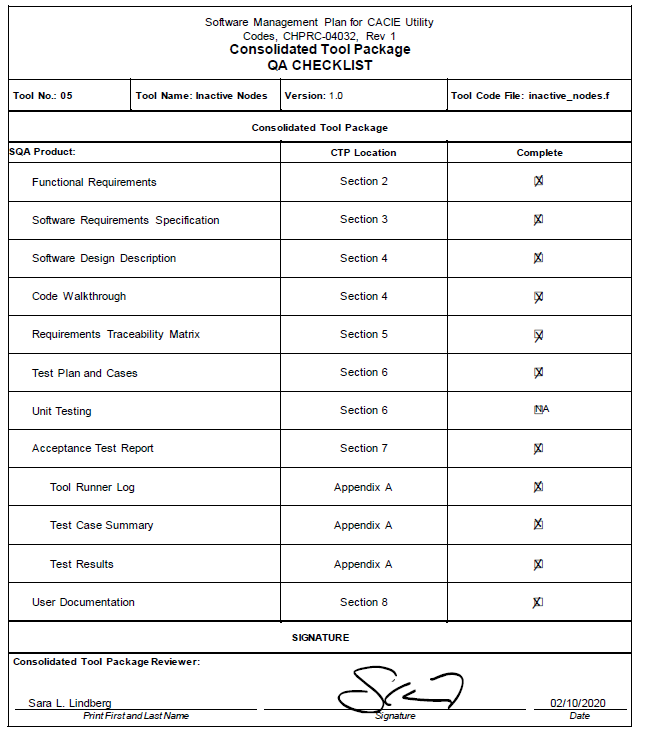 Software Management Plan for CACIE Utility
Codes, CHPRC-04032, Rev 1
Consolidated Tool Package
QA CHECKLIST
Tool No.: 05 Tool Name: Inactive Nodes Version: 1.0 Tool Code File: inactive_nodes.f
Consolidated Tool Package
SQA Product: CTP Location Complete
Functional Requirements Section 2 X
Software Requirements Specification Section 3 X
Software Design Description Section 4 X
Code Walkthrough Section 4 X
Requirements Traceability Matrix Section 5 X
Test Plan and Cases Section 6 X
Unit Testing Section 6 NA
Acceptance Test Report Section 7 X
Tool Runner Log Appendix A X
Test Case Summary Appendix A X
Test Results Appendix A X
User Documentation Section 8 X
SIGNATURE
Consolidated Tool Package Reviewer:
Sara L. Lindberg 02/10/2020
Print First and Last Name Signature Date